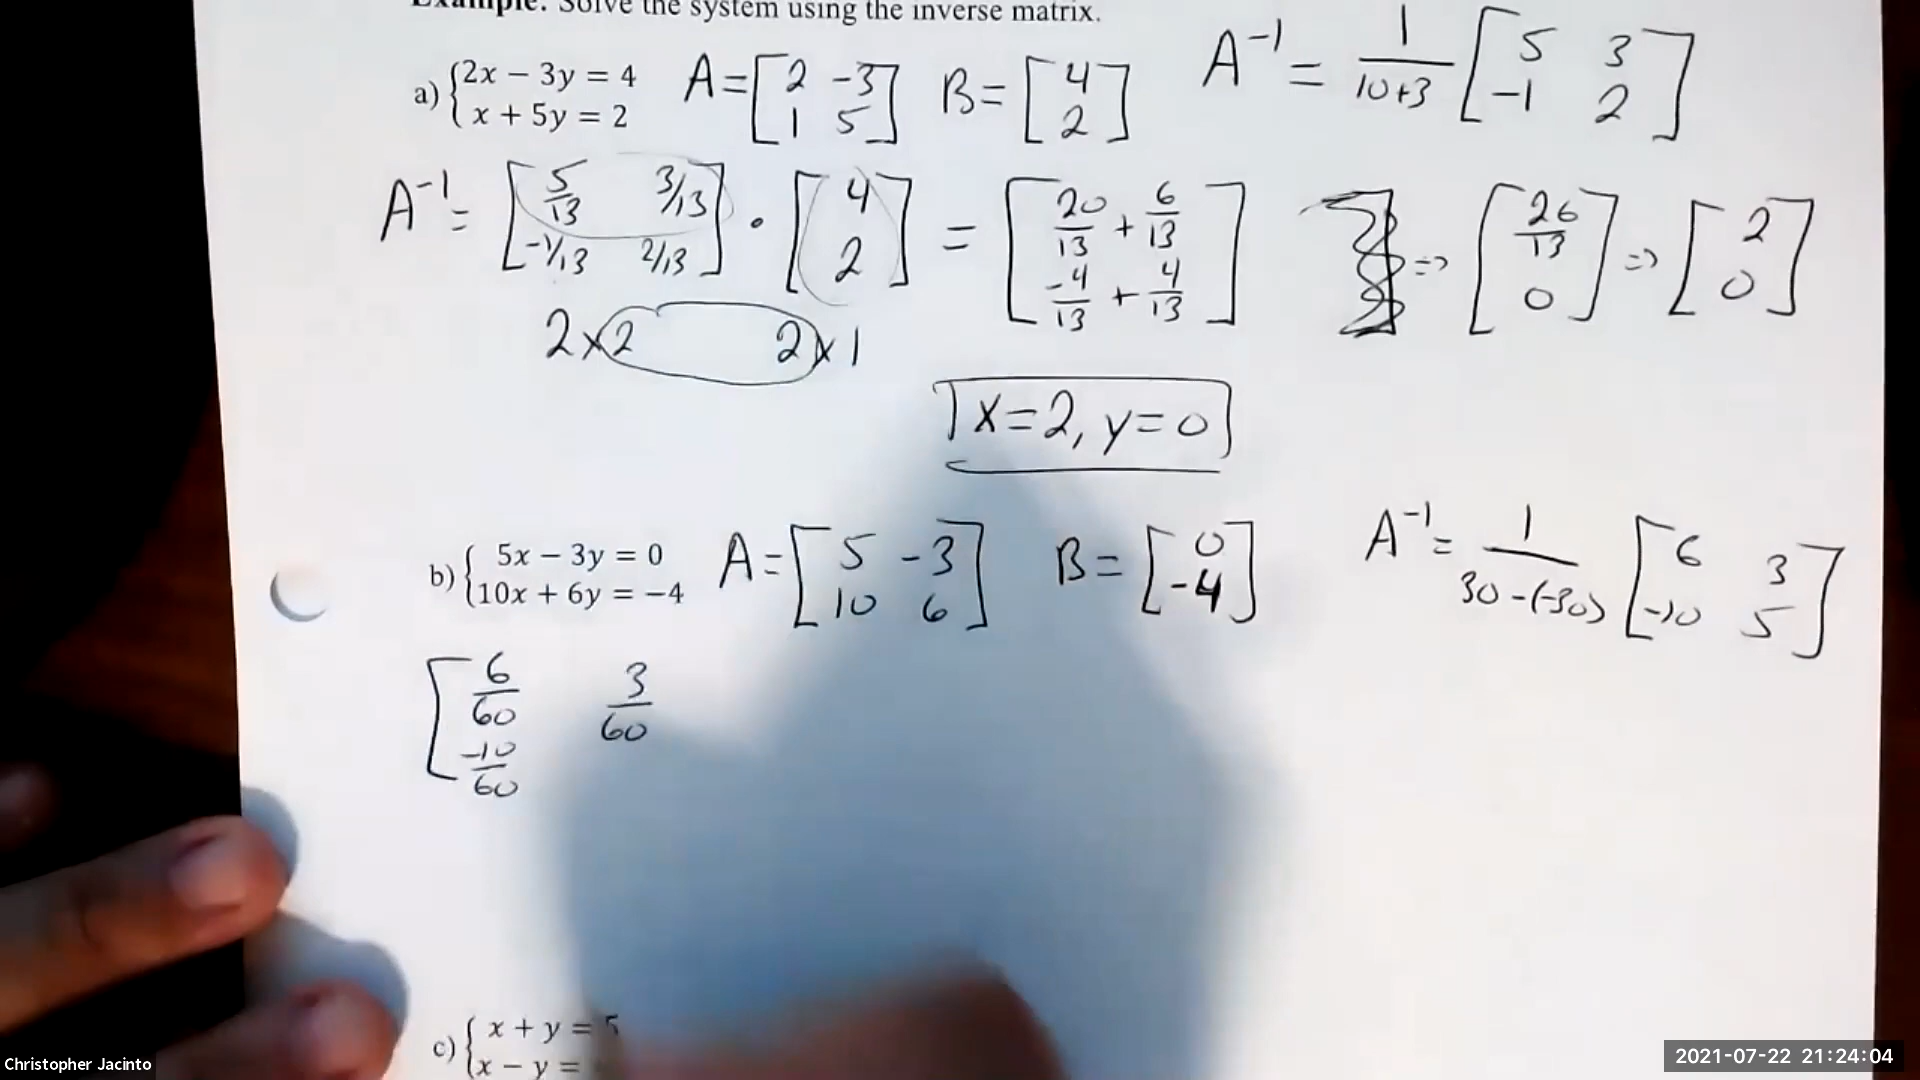 Example: Solve the system using the inverse matrix.
a) { 2x − 3y = 4
x + 5y = 2
A = [ 2 -3
1 5 ]
B = [ 4
2 ]
A⁻¹ = 1/(10+3) [ 5 3
-1 2 ]
A⁻¹ = [ 5/13 3/13
-1/13 2/13 ] · [ 4
2 ] = [ 20/13 + 6/13
-4/13 + 4/13 ] => [ 26/13
0 ] => [ 2
0 ]
2×2 2×1
x=2, y=0
b) { 5x − 3y = 0
10x + 6y = −4
A = [ 5 -3
10 6 ]
B = [ 0
-4 ]
A⁻¹ = 1/(30-(-30)) [ 6 3
-10 5 ]
[ 6/60 3/60
-10/60
c) { x + y = 5
x − y =
Christopher Jacinto
2021-07-22 21:24:04